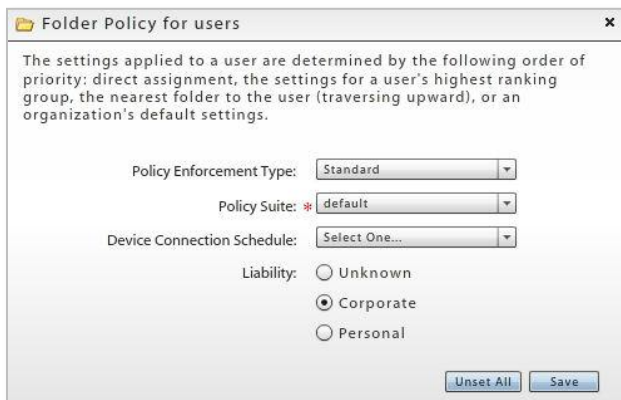 Folder Policy for users
The settings applied to a user are determined by the following order of
priority: direct assignment, the settings for a user's highest ranking
group, the nearest folder to the user (traversing upward), or an
organization's default settings.
Policy Enforcement Type: Standard
Policy Suite: * default
Device Connection Schedule: Select One...
Liability: Unknown
Corporate
Personal
Unset All Save